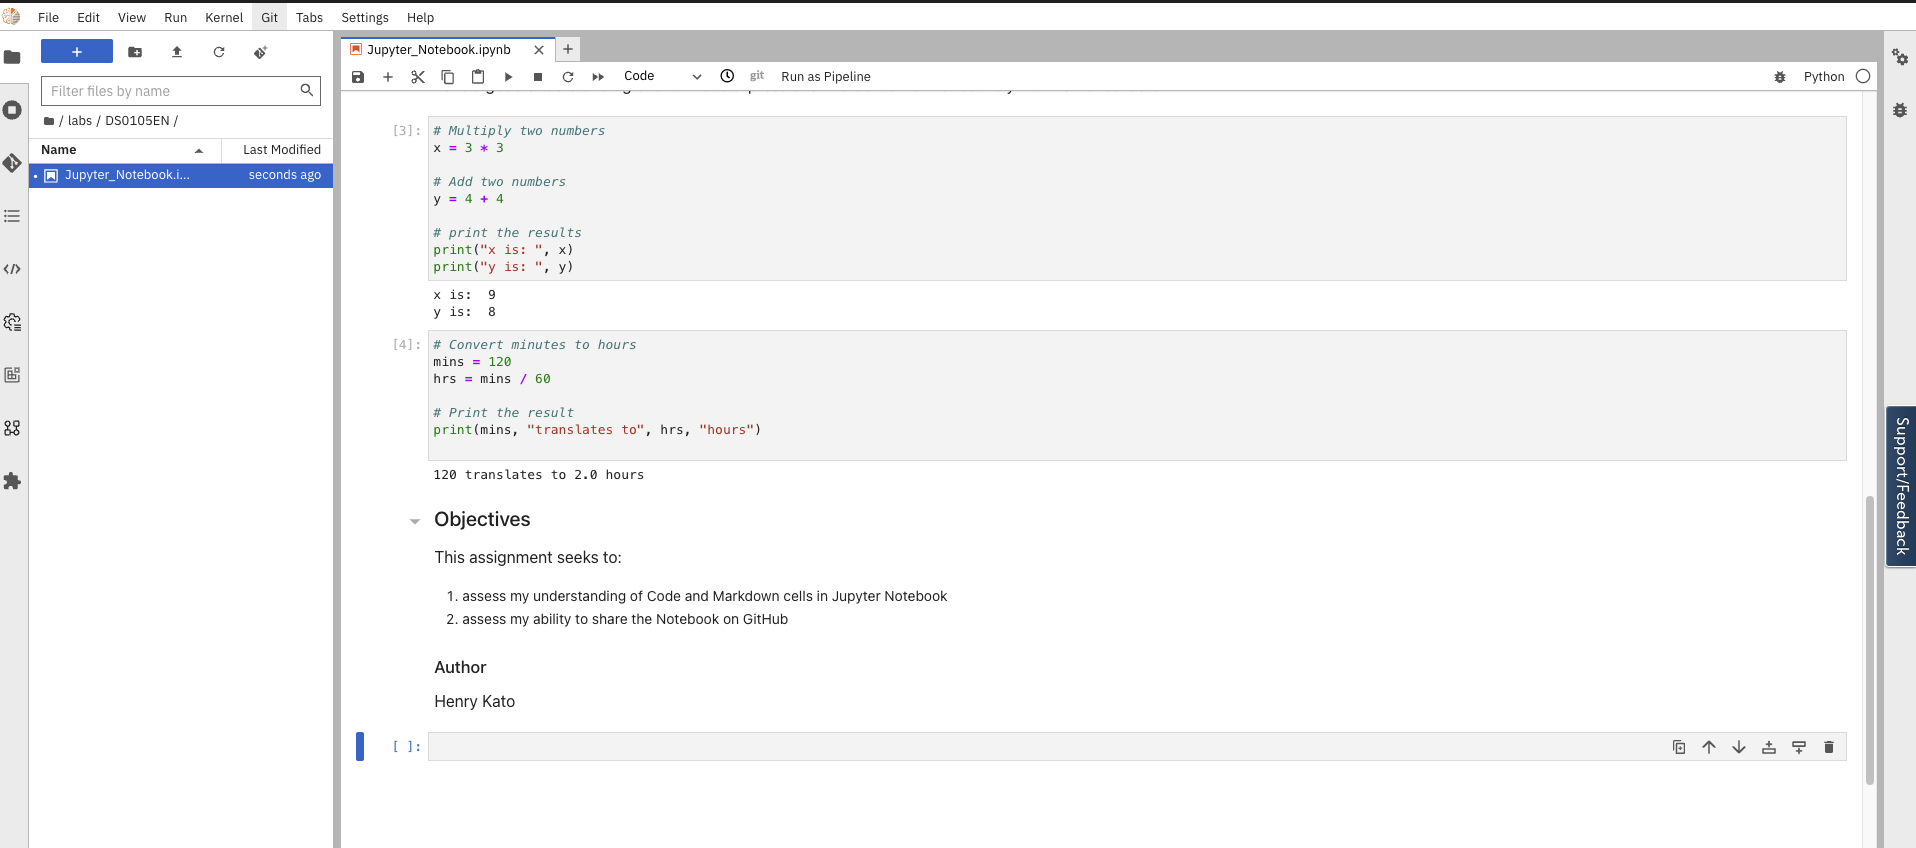 File Edit View Run Kernel Git Tabs Settings Help
Filter files by name
/ labs / DS0105EN /
Name Last Modified
Jupyter_Notebook.i... seconds ago
Jupyter_Notebook.ipynb
Code git Run as Pipeline Python
[3]: # Multiply two numbers
x = 3 * 3
# Add two numbers
y = 4 + 4
# print the results
print("x is: ", x)
print("y is: ", y)
x is:  9
y is:  8
[4]: # Convert minutes to hours
mins = 120
hrs = mins / 60
# Print the result
print(mins, "translates to", hrs, "hours")
120 translates to 2.0 hours
Objectives
This assignment seeks to:
1. assess my understanding of Code and Markdown cells in Jupyter Notebook
2. assess my ability to share the Notebook on GitHub
Author
Henry Kato
[ ]:
Support/Feedback